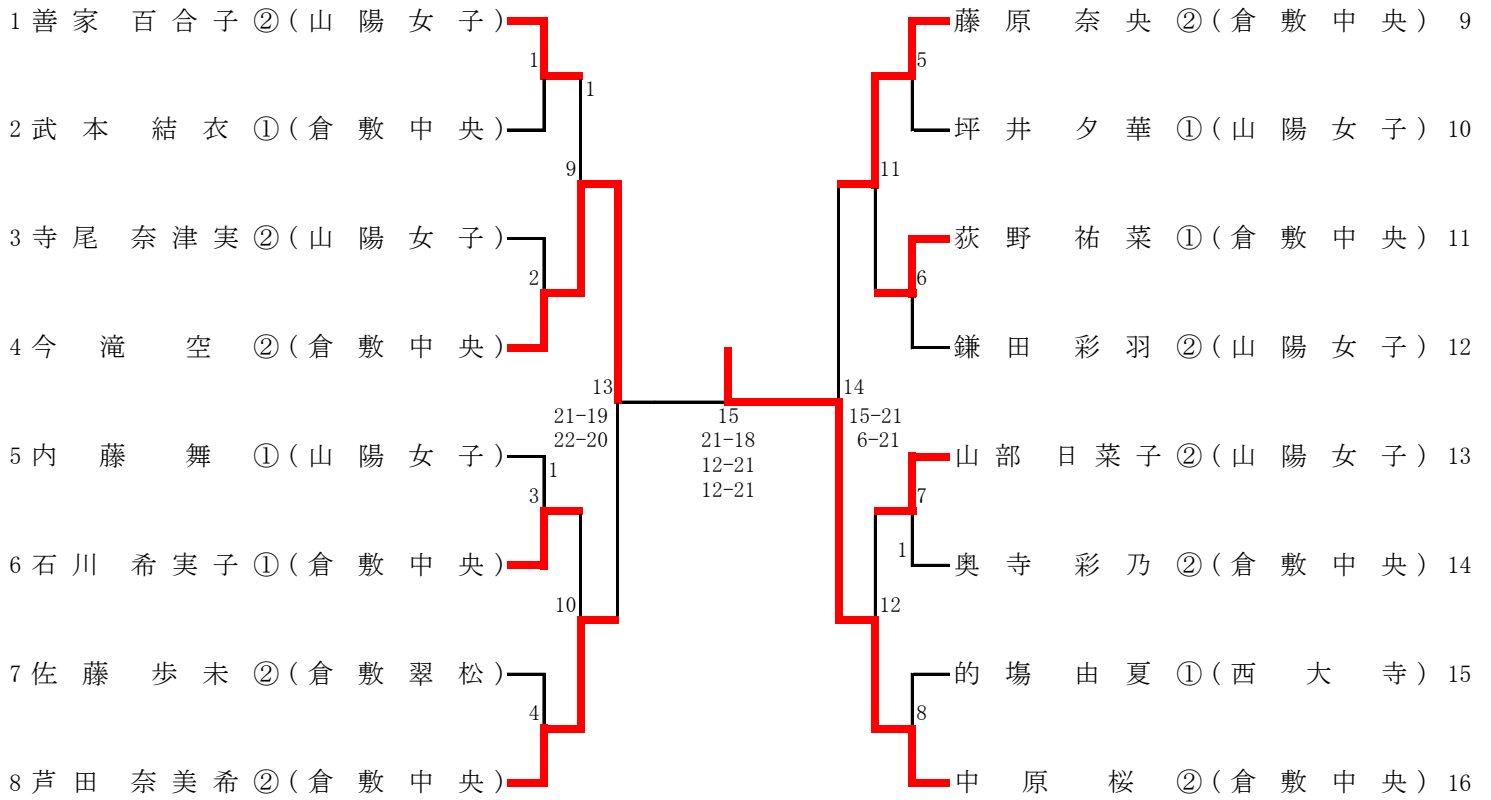 1 善家 百合子 ② (山陽女子)
1
1
2 武本 結衣 ① (倉敷中央)
9
3 寺尾 奈津実 ② (山陽女子)
2
4 今滝 空 ② (倉敷中央)
13
21-19
22-20
5 内藤 舞 ① (山陽女子)
1
3
6 石川 希実子 ① (倉敷中央)
10
7 佐藤 歩未 ② (倉敷翠松)
4
8 芦田 奈美希 ② (倉敷中央)
15
21-18
12-21
12-21
藤原 奈央 ② (倉敷中央) 9
5
坪井 夕華 ① (山陽女子) 10
11
荻野 祐菜 ① (倉敷中央) 11
6
鎌田 彩羽 ② (山陽女子) 12
14
15-21
6-21
山部 日菜子 ② (山陽女子) 13
7
1
奥寺 彩乃 ② (倉敷中央) 14
12
的場 由夏 ① (西大寺) 15
8
中原 桜 ② (倉敷中央) 16